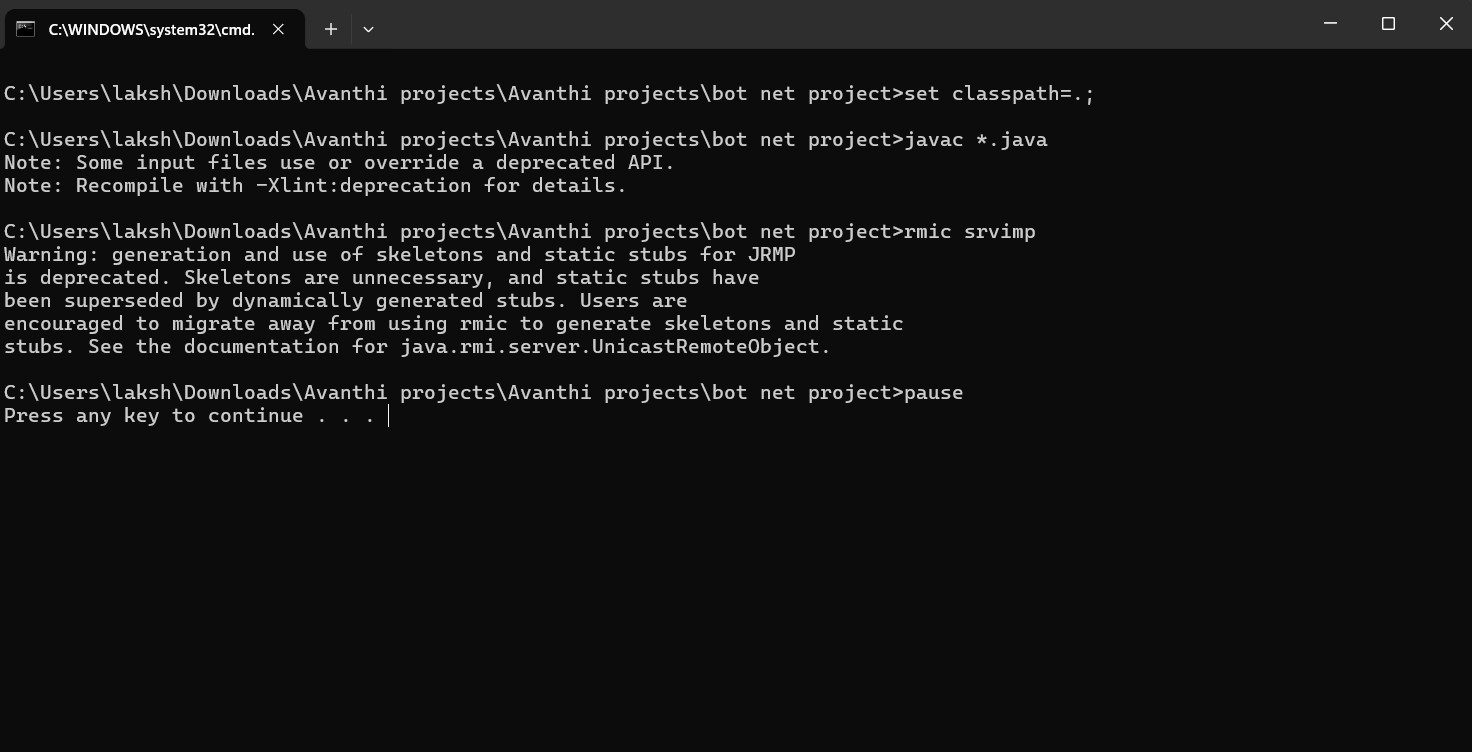 C:\WINDOWS\system32\cmd.
C:\Users\laksh\Downloads\Avanthi projects\Avanthi projects\bot net project>set classpath=.;
C:\Users\laksh\Downloads\Avanthi projects\Avanthi projects\bot net project>javac *.java
Note: Some input files use or override a deprecated API.
Note: Recompile with -Xlint:deprecation for details.
C:\Users\laksh\Downloads\Avanthi projects\Avanthi projects\bot net project>rmic srvimp
Warning: generation and use of skeletons and static stubs for JRMP
is deprecated. Skeletons are unnecessary, and static stubs have
been superseded by dynamically generated stubs. Users are
encouraged to migrate away from using rmic to generate skeletons and static
stubs. See the documentation for java.rmi.server.UnicastRemoteObject.
C:\Users\laksh\Downloads\Avanthi projects\Avanthi projects\bot net project>pause
Press any key to continue . . .